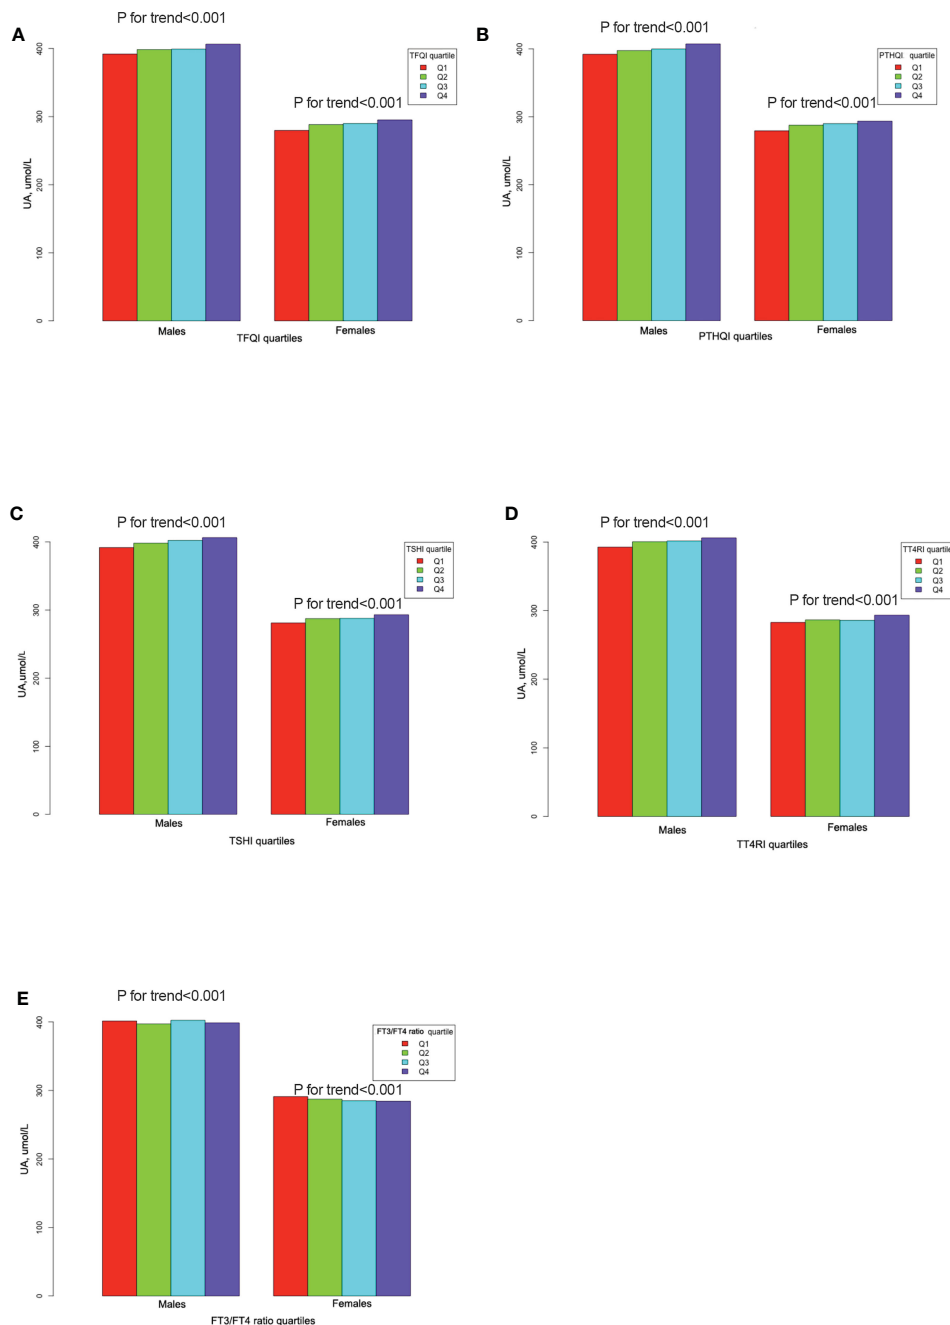 A
P for trend<0.001
TFQI quartile
Q1
Q2
Q3
Q4
P for trend<0.001
UA, umol/L
0
100
200
300
400
Males
Females
TFQI quartiles
B
P for trend<0.001
PTHQI quartile
Q1
Q2
Q3
Q4
P for trend<0.001
UA, umol/L
0
100
200
300
400
Males
Females
PTHQI quartiles
C
P for trend<0.001
TSHI quartile
Q1
Q2
Q3
Q4
P for trend<0.001
UA,umol/L
0
100
200
300
400
Males
Females
TSHI quartiles
D
P for trend<0.001
TT4RI quartile
Q1
Q2
Q3
Q4
P for trend<0.001
UA, umol/L
0
100
200
300
400
Males
Females
TT4RI quartiles
E
P for trend<0.001
FT3/FT4 ratio quartile
Q1
Q2
Q3
Q4
P for trend<0.001
UA, umol/L
0
100
200
300
400
Males
Females
FT3/FT4 ratio quartiles